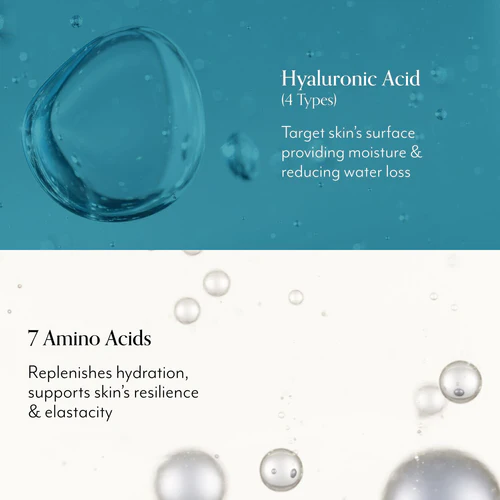 Hyaluronic Acid
(4 Types)
Target skin's surface
providing moisture &
reducing water loss
7 Amino Acids
Replenishes hydration,
supports skin's resilience
& elastacity